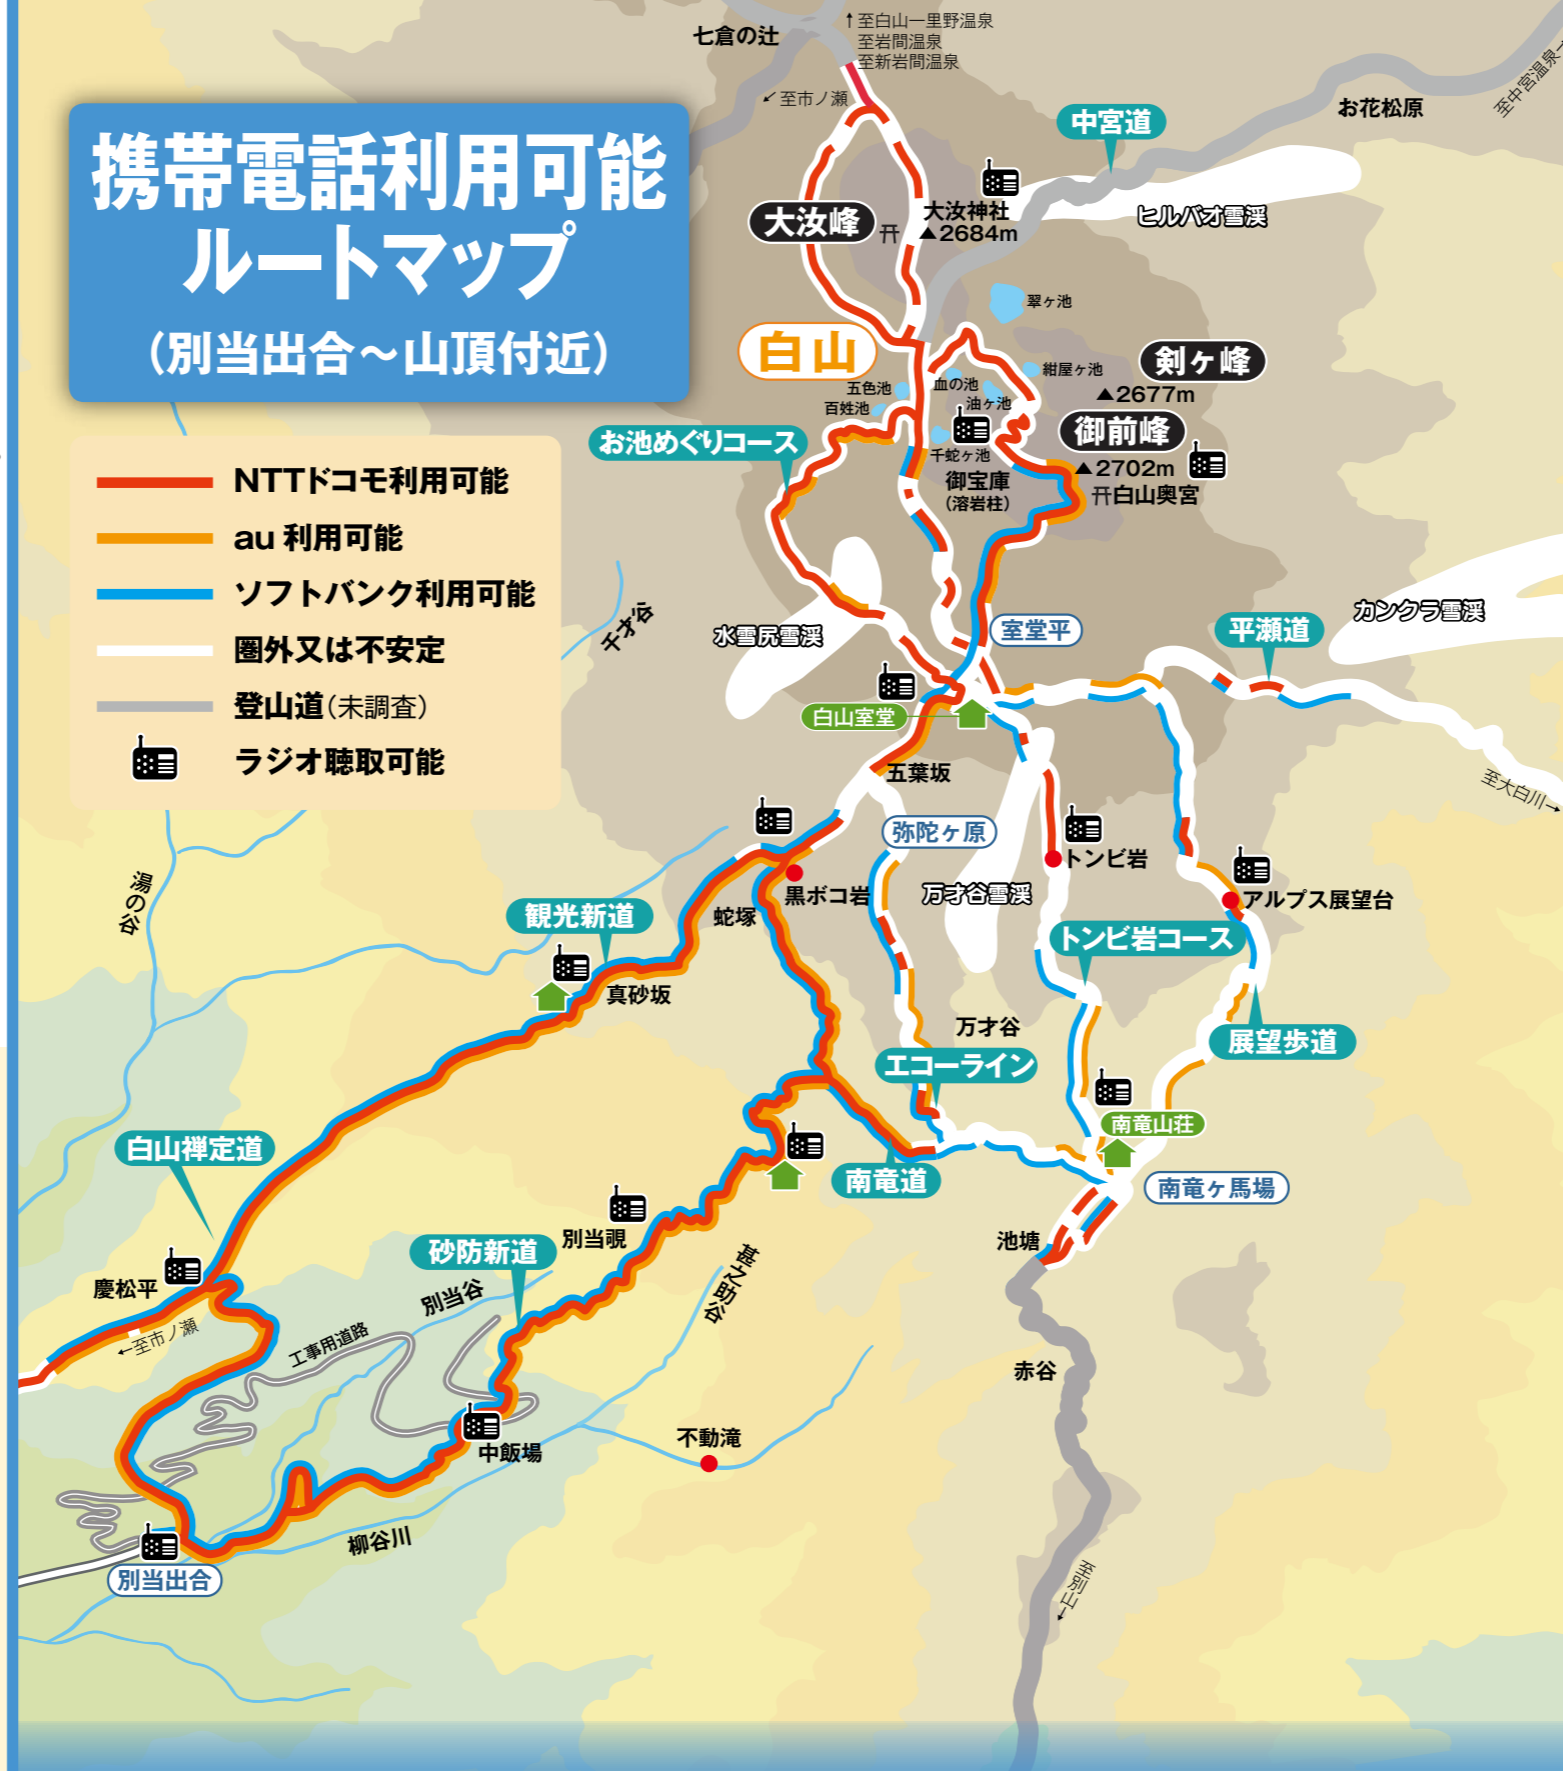 七倉の辻
↑至白山一里野温泉
至岩間温泉
至新岩間温泉
↙至市ノ瀬
お花松原
至中宮温泉→
携帯電話利用可能
ルートマップ
（別当出合～山頂付近）
中宮道
ヒルバオ雪渓
大汝峰
大汝神社
▲2684m
翠ヶ池
白山
五色池
百姓池
血の池
油ヶ池
紺屋ヶ池
剣ヶ峰
▲2677m
お池めぐりコース
千蛇ヶ池
御宝庫
（溶岩柱）
御前峰
▲2702m
白山奥宮
NTTドコモ利用可能
au 利用可能
ソフトバンク利用可能
圏外又は不安定
登山道（未調査）
ラジオ聴取可能
千才谷
水雪尻雪渓
室堂平
平瀬道
カンクラ雪渓
白山室堂
五葉坂
至大白川→
弥陀ヶ原
トンビ岩
湯の谷
黒ボコ岩
蛇塚
万才谷雪渓
アルプス展望台
観光新道
トンビ岩コース
真砂坂
万才谷
展望歩道
エコーライン
南竜山荘
白山禅定道
南竜道
南竜ヶ馬場
別当覗
砂防新道
池塘
甚之助谷
慶松平
別当谷
←至市ノ瀬
工事用道路
赤谷
不動滝
中飯場
柳谷川
別当出合
至別山→